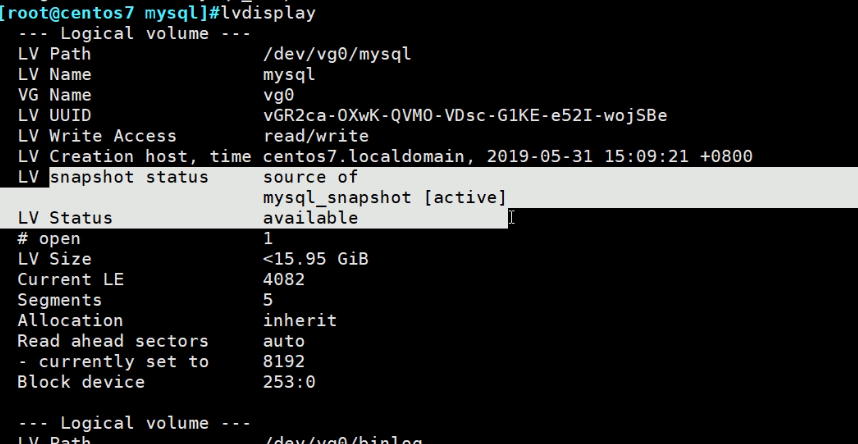 [root@centos7 mysql]#lvdisplay
--- Logical volume ---
LV Path                /dev/vg0/mysql
LV Name                mysql
VG Name                vg0
LV UUID                vGR2ca-OXwK-QVMO-VDsc-G1KE-e52I-wojSBe
LV Write Access        read/write
LV Creation host, time centos7.localdomain, 2019-05-31 15:09:21 +0800
LV snapshot status     source of
mysql_snapshot [active]
LV Status              available
# open                 1
LV Size                <15.95 GiB
Current LE             4082
Segments               5
Allocation             inherit
Read ahead sectors     auto
- currently set to     8192
Block device           253:0
--- Logical volume ---
LV Path                /dev/vg0/binlog